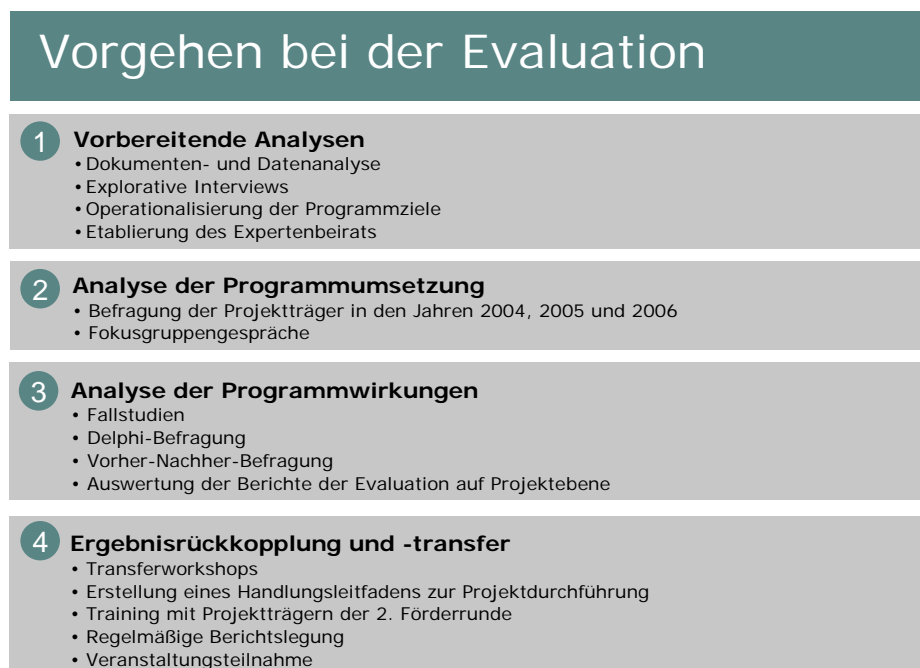 Vorgehen bei der Evaluation
1 Vorbereitende Analysen
• Dokumenten- und Datenanalyse
• Explorative Interviews
• Operationalisierung der Programmziele
• Etablierung des Expertenbeirats
2 Analyse der Programmumsetzung
• Befragung der Projektträger in den Jahren 2004, 2005 und 2006
• Fokusgruppengespräche
3 Analyse der Programmwirkungen
• Fallstudien
• Delphi-Befragung
• Vorher-Nachher-Befragung
• Auswertung der Berichte der Evaluation auf Projektebene
4 Ergebnisrückkopplung und -transfer
• Transferworkshops
• Erstellung eines Handlungsleitfadens zur Projektdurchführung
• Training mit Projektträgern der 2. Förderrunde
• Regelmäßige Berichtslegung
• Veranstaltungsteilnahme